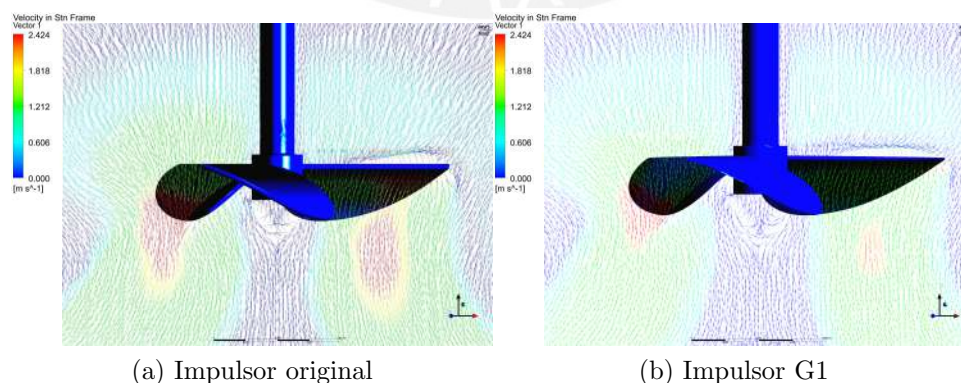 Velocity in Stn Frame
Vector 1
2.424
1.818
1.212
0.606
0.000
[m s^-1]
Velocity in Stn Frame
Vector 1
2.424
1.818
1.212
0.606
0.000
[m s^-1]
(a) Impulsor original
(b) Impulsor G1